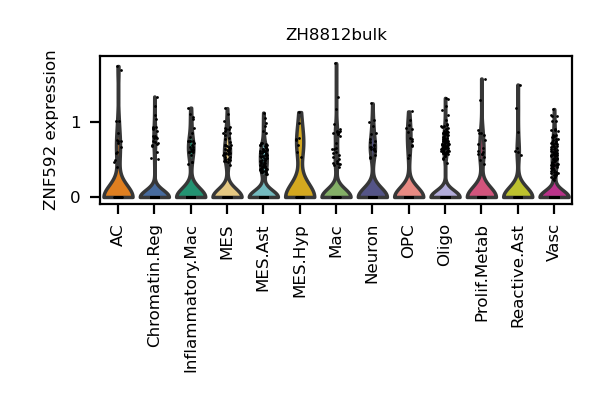 ZH8812bulk
ZNF592 expression
1
0
AC
Chromatin.Reg
Inflammatory.Mac
MES
MES.Ast
MES.Hyp
Mac
Neuron
OPC
Oligo
Prolif.Metab
Reactive.Ast
Vasc